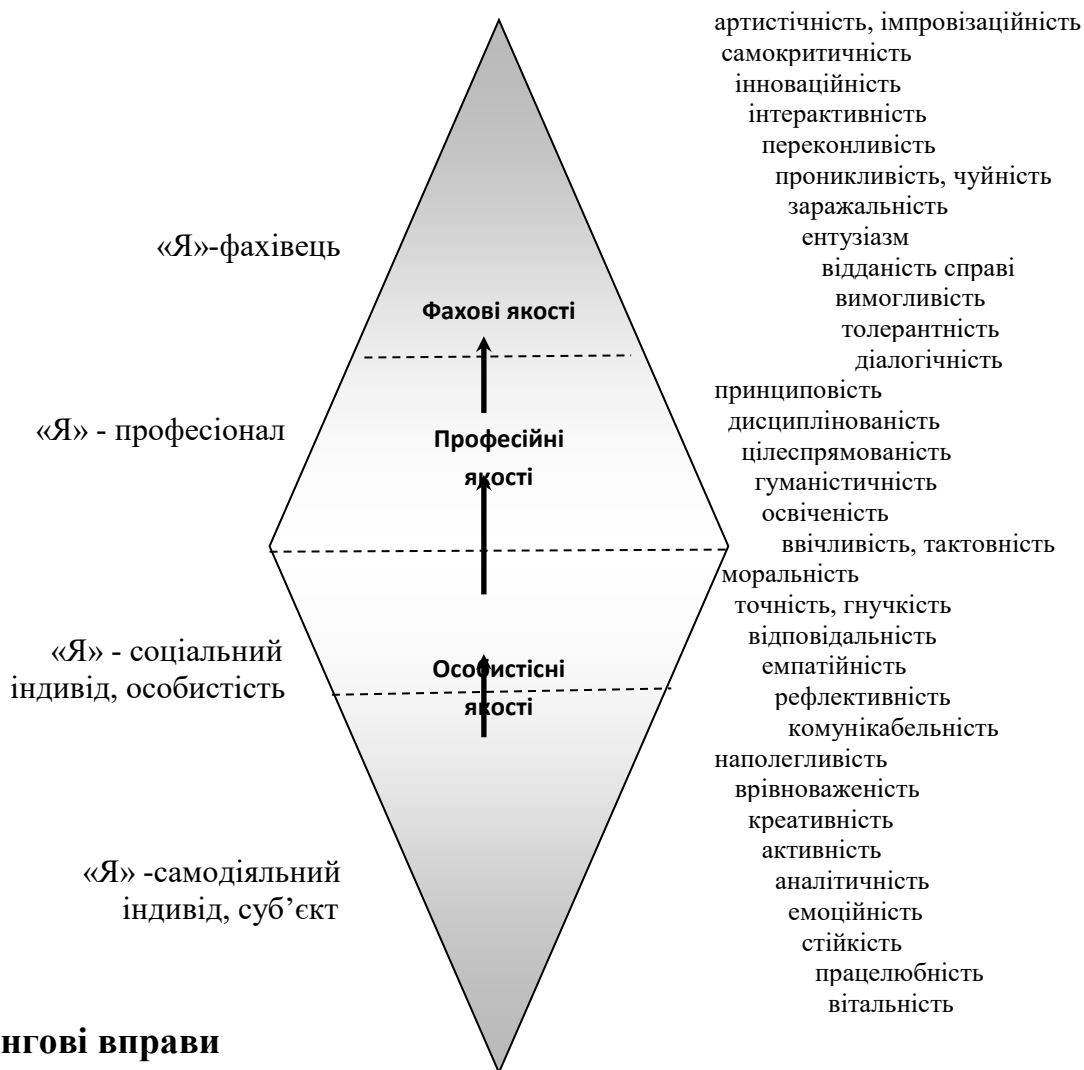 артистічність, імпровізаційність
самокритичність
інноваційність
інтерактивність
переконливість
проникливість, чуйність
заражальність
ентузіазм
відданість справі
вимогливість
толерантність
діалогічність
«Я»-фахівець
Фахові якості
принциповість
дисциплінованість
цілеспрямованість
гуманістичність
освіченість
ввічливість, тактовність
«Я» - професіонал
Професійні
якості
моральність
точність, гнучкість
відповідальність
емпатійність
рефлективність
комунікабельність
«Я» - соціальний
індивід, особистість
Особистісні
якості
наполегливість
врівноваженість
креативність
активність
аналітичність
емоційність
стійкість
працелюбність
вітальність
«Я» -самодіяльний
індивід, суб’єкт
нгові вправи